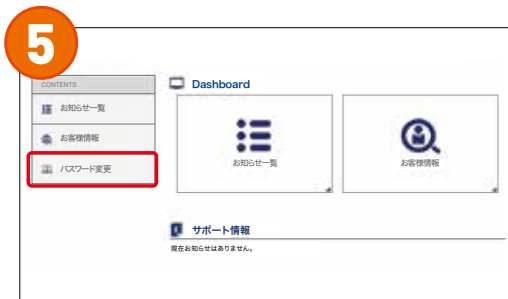 5
CONTENTS
お知らせ一覧
お客様情報
パスワード変更
Dashboard
お知らせ一覧
お客様情報
サポート情報
現在お知らせはありません。